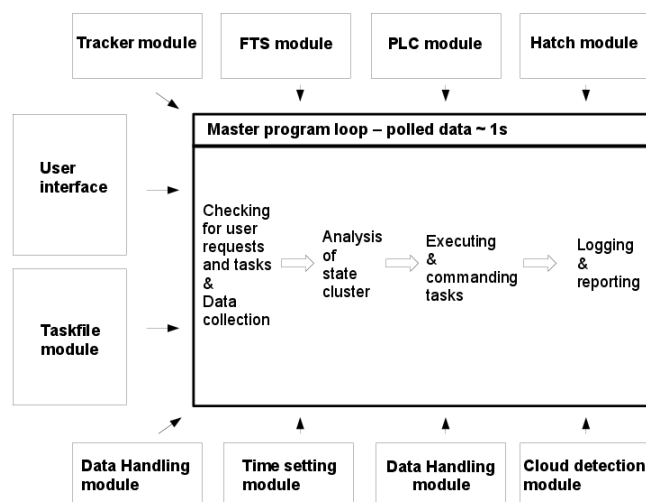 Tracker module
FTS module
PLC module
Hatch module
Master program loop – polled data ~ 1s
User
interface
Checking
for user
requests
and tasks
&
Data
collection
Analysis
of
state
cluster
Executing
&
commanding
tasks
Logging
&
reporting
Taskfile
module
Data Handling
module
Time setting
module
Data Handling
module
Cloud detection
module